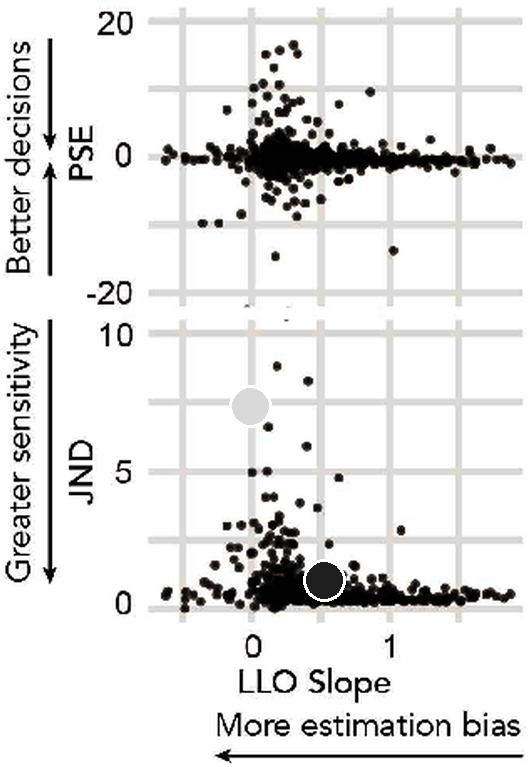 20
0
-20
PSE
Better decisions
10
5
0
JND
Greater sensitivity
0 1
LLO Slope
More estimation bias